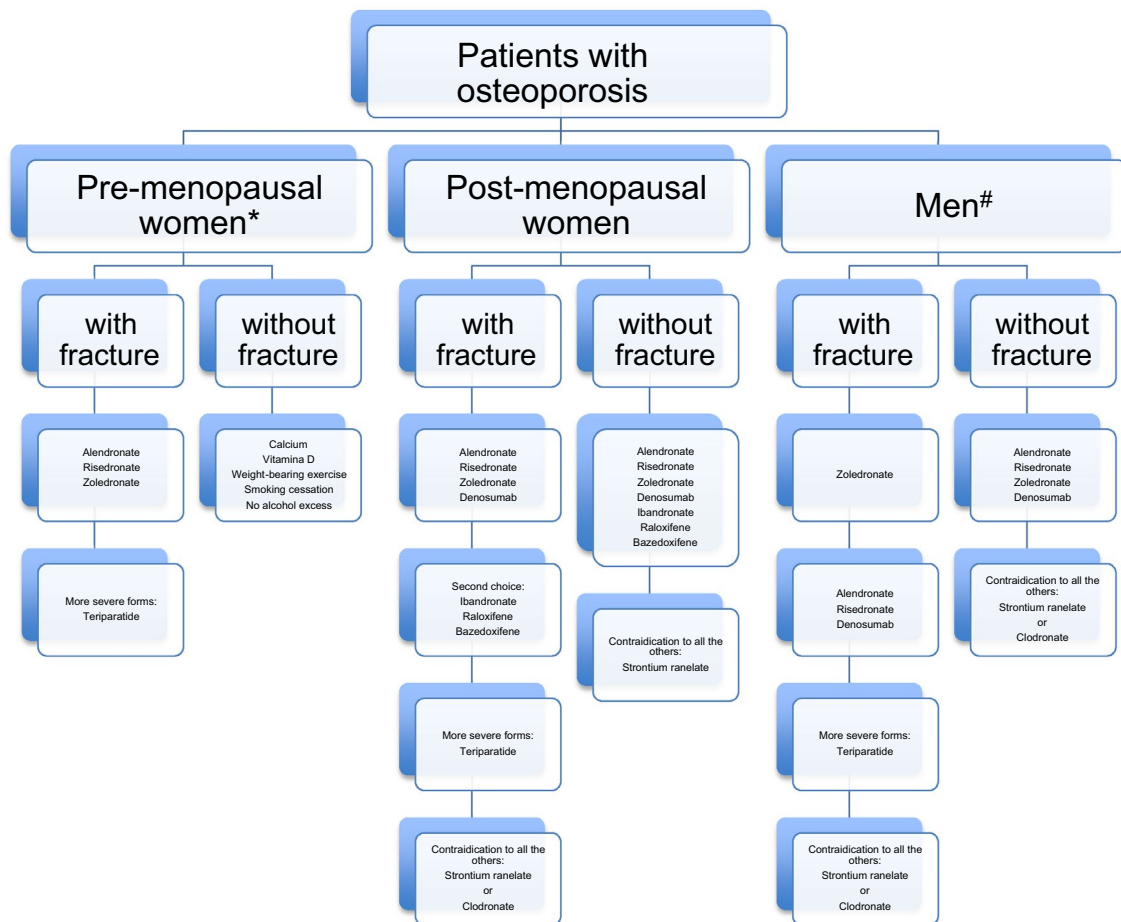 Patients with
osteoporosis
Pre-menopausal
women*
Post-menopausal
women
Men#
with
fracture
without
fracture
with
fracture
without
fracture
with
fracture
without
fracture
Alendronate
Risedronate
Zoledronate
Calcium
Vitamina D
Weight-bearing exercise
Smoking cessation
No alcohol excess
Alendronate
Risedronate
Zoledronate
Denosumab
Alendronate
Risedronate
Zoledronate
Denosumab
Ibandronate
Raloxifene
Bazedoxifene
Zoledronate
Alendronate
Risedronate
Zoledronate
Denosumab
More severe forms:
Teriparatide
Second choice:
Ibandronate
Raloxifene
Bazedoxifene
Contraidication to all the
others:
Strontium ranelate
Alendronate
Risedronate
Denosumab
Contraidication to all the
others:
Strontium ranelate
or
Clodronate
More severe forms:
Teriparatide
More severe forms:
Teriparatide
Contraidication to all the
others:
Strontium ranelate
or
Clodronate
Contraidication to all the
others:
Strontium ranelate
or
Clodronate